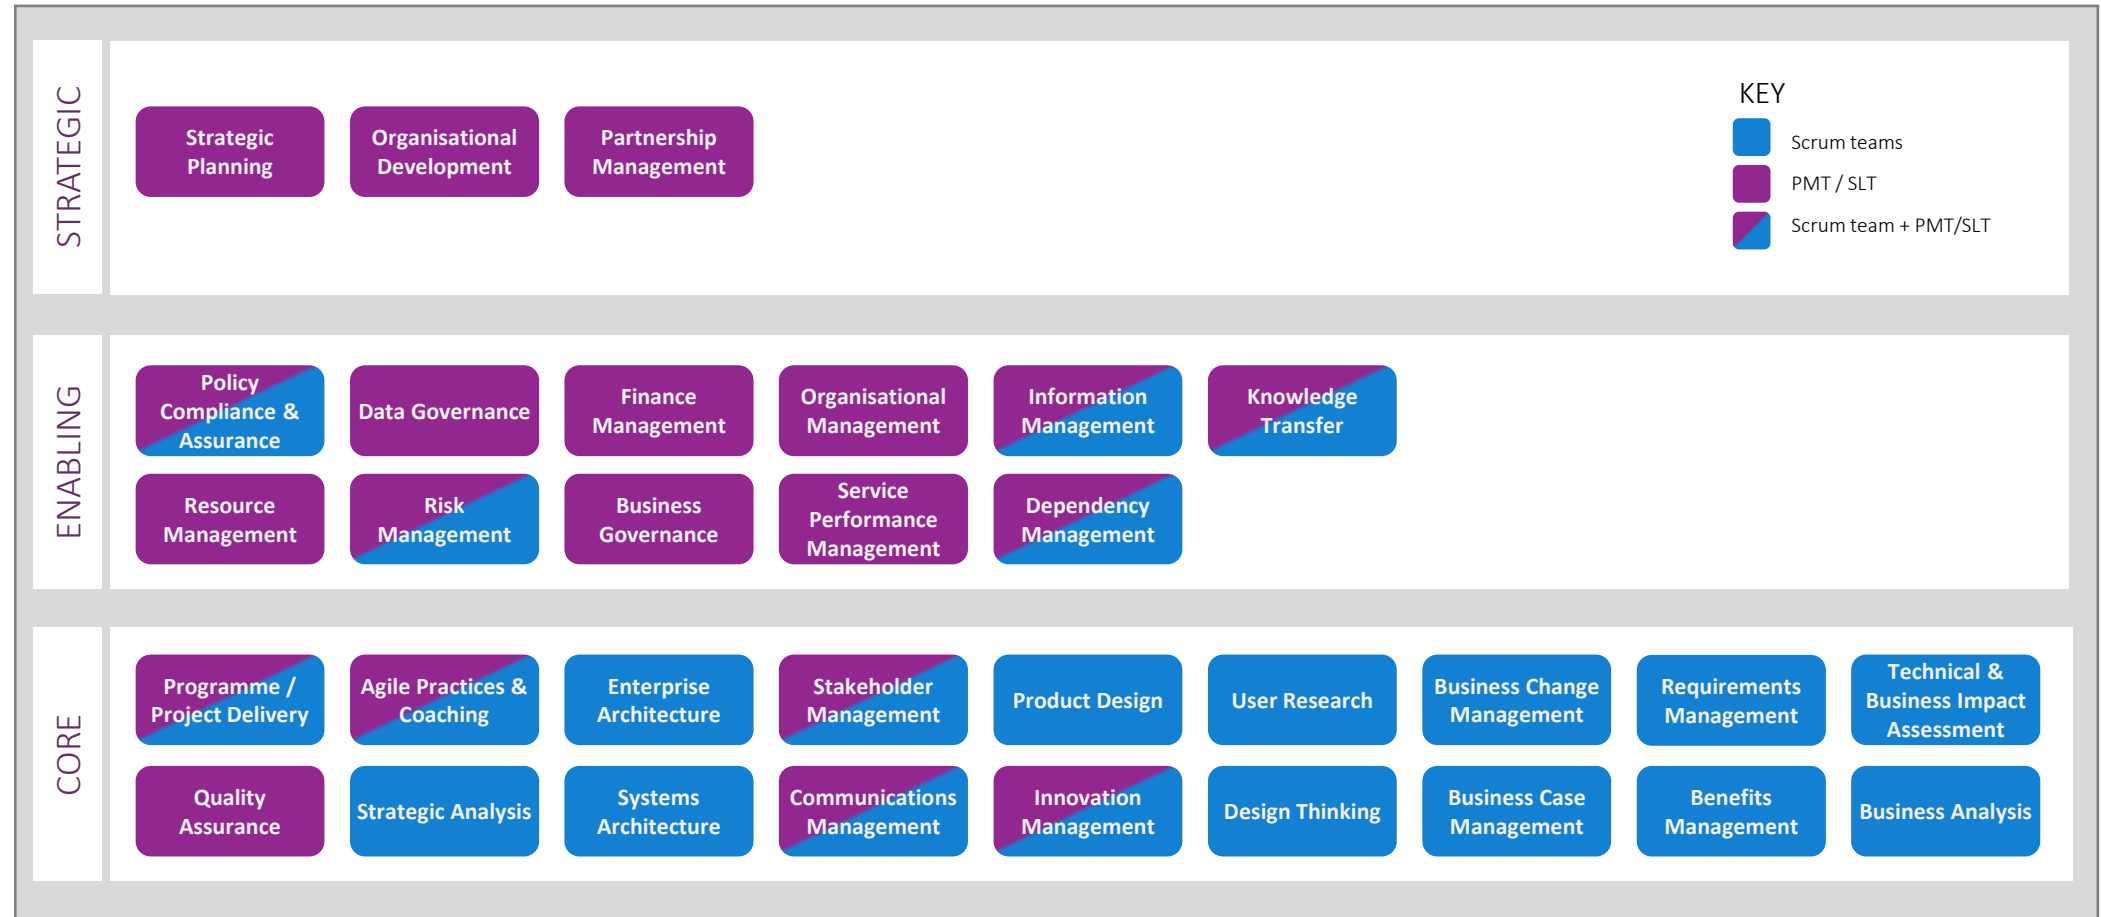 STRATEGIC
Strategic
Planning
Organisational
Development
Partnership
Management
KEY
Scrum teams
PMT / SLT
Scrum team + PMT/SLT
ENABLING
Policy
Compliance &
Assurance
Data Governance
Finance
Management
Organisational
Management
Information
Management
Knowledge
Transfer
Resource
Management
Risk
Management
Business
Governance
Service
Performance
Management
Dependency
Management
CORE
Programme /
Project Delivery
Agile Practices &
Coaching
Enterprise
Architecture
Stakeholder
Management
Product Design
User Research
Business Change
Management
Requirements
Management
Technical &
Business Impact
Assessment
Quality
Assurance
Strategic Analysis
Systems
Architecture
Communications
Management
Innovation
Management
Design Thinking
Business Case
Management
Benefits
Management
Business Analysis